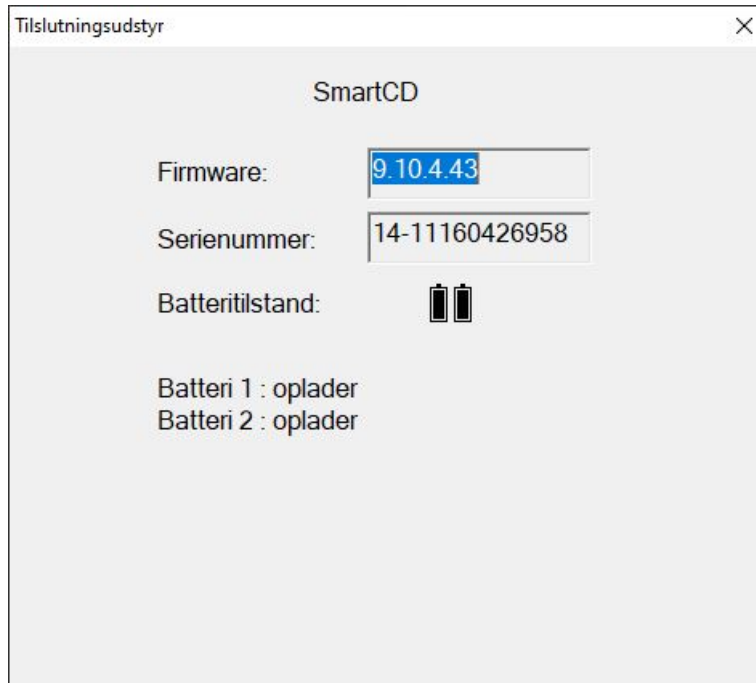 Tilslutningsudstyr
SmartCD
Firmware: 9.10.4.43
Serienummer: 14-11160426958
Batteritilstand:
Batteri 1 : oplader
Batteri 2 : oplader